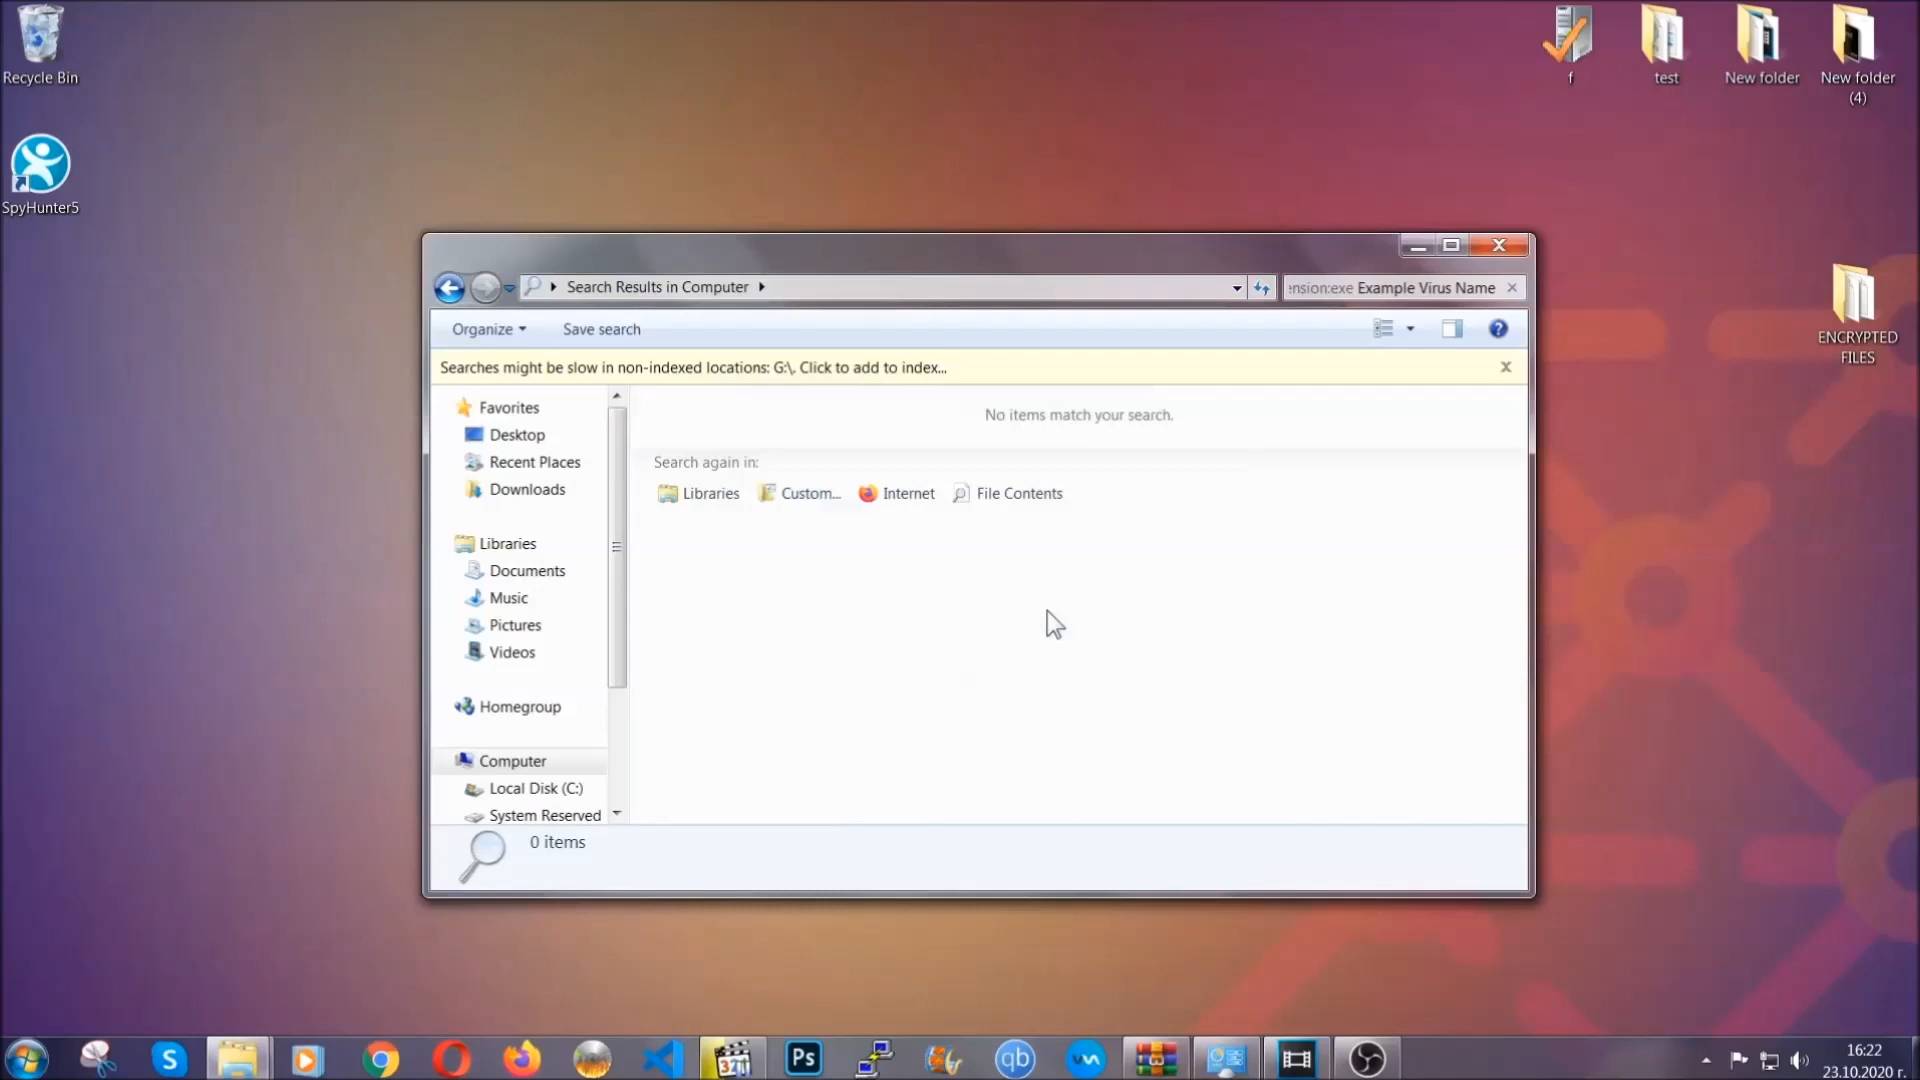 Recycle Bin
SpyHunter5
f
test
New folder
New folder
(4)
ENCRYPTED
FILES
Search Results in Computer
nsion:exe Example Virus Name
Organize
Save search
Searches might be slow in non-indexed locations: G:\. Click to add to index...
No items match your search.
Search again in:
Libraries
Custom...
Internet
File Contents
Favorites
Desktop
Recent Places
Downloads
Libraries
Documents
Music
Pictures
Videos
Homegroup
Computer
Local Disk (C:)
System Reserved
0 items
321
Ps
qb
16:22
23.10.2020 г.